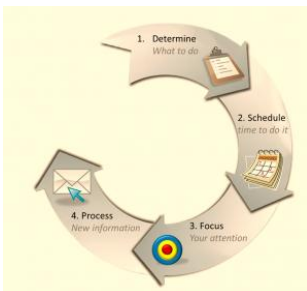 1. Determine
What to do
2. Schedule
time to do it
3. Focus
Your attention
4. Process
New information